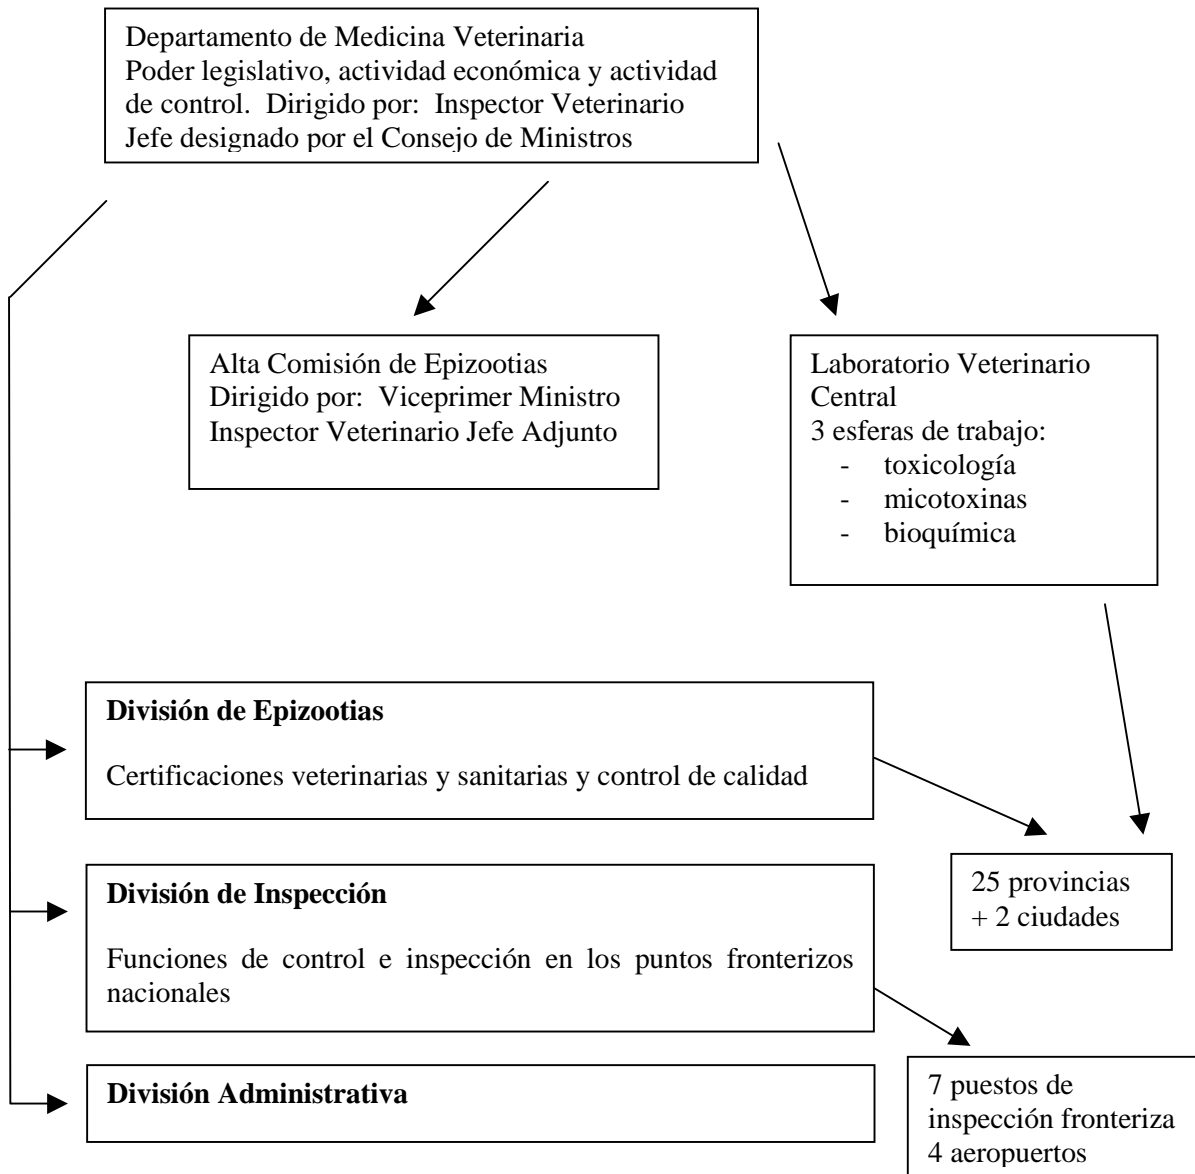 Departamento de Medicina Veterinaria
Poder legislativo, actividad económica y actividad
de control.  Dirigido por:  Inspector Veterinario
Jefe designado por el Consejo de Ministros
Alta Comisión de Epizootias
Dirigido por:  Viceprimer Ministro
Inspector Veterinario Jefe Adjunto
Laboratorio Veterinario
Central
3 esferas de trabajo:
- toxicología
- micotoxinas
- bioquímica
División de Epizootias
Certificaciones veterinarias y sanitarias y control de calidad
25 provincias
+ 2 ciudades
División de Inspección
Funciones de control e inspección en los puntos fronterizos
nacionales
División Administrativa
7 puestos de
inspección fronteriza
4 aeropuertos